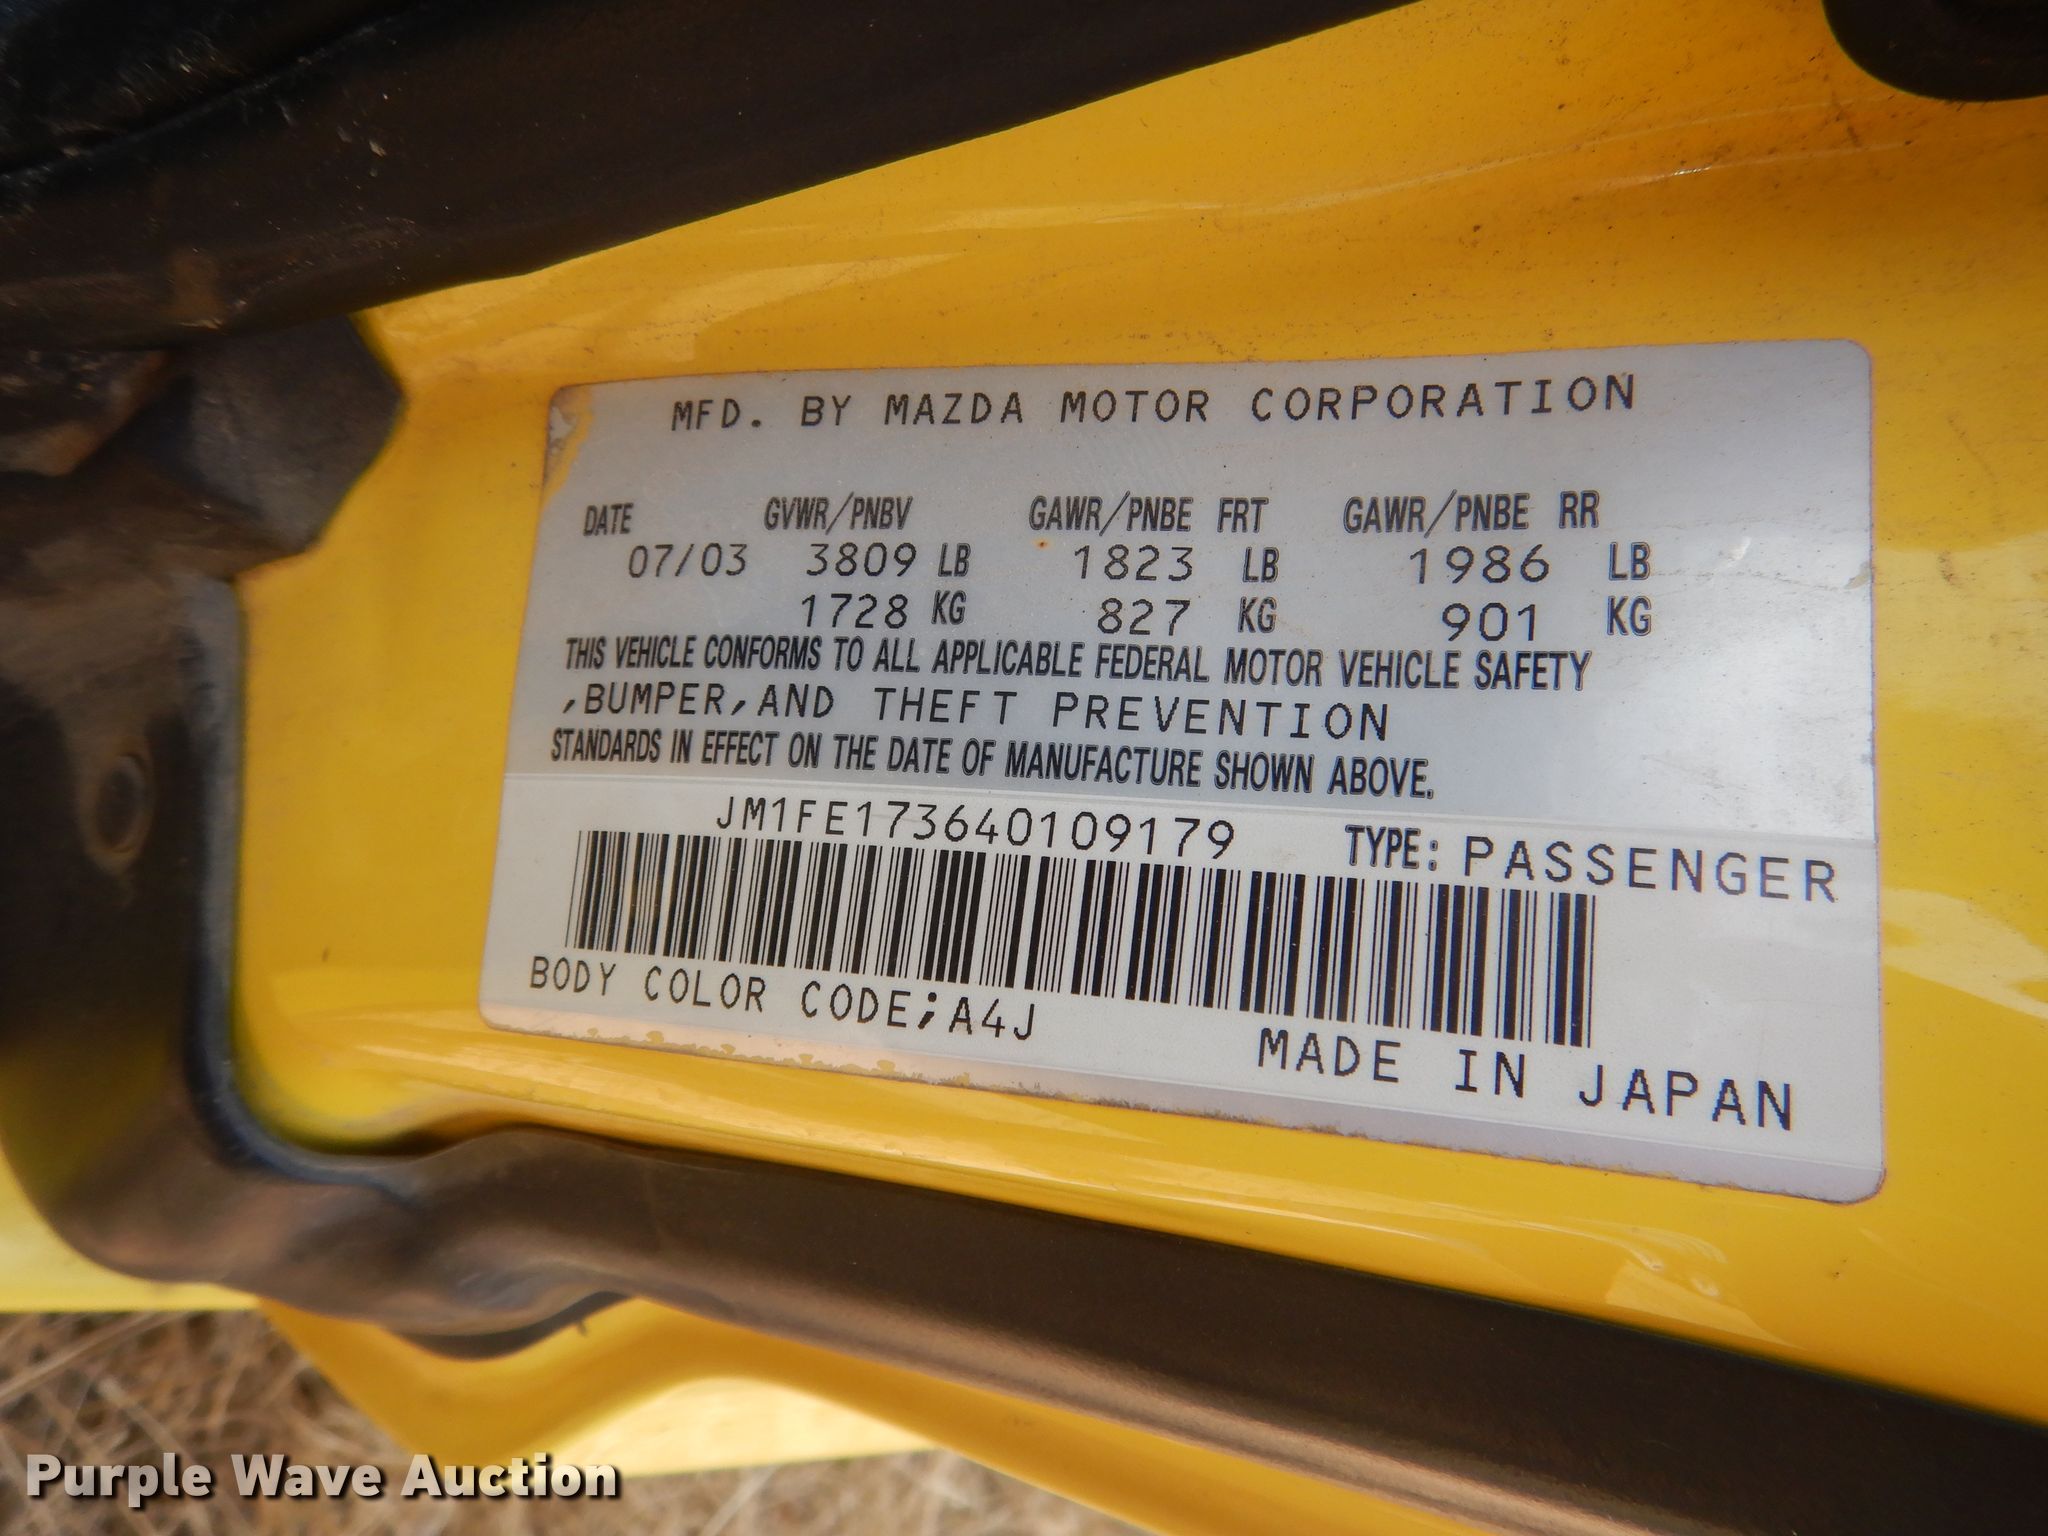 MFD. BY MAZDA MOTOR CORPORATION
DATE GVWR/PNBV GAWR/PNBE FRT GAWR/PNBE RR
07/03 3809 LB 1823 LB 1986 LB
1728 KG 827 KG 901 KG
THIS VEHICLE CONFORMS TO ALL APPLICABLE FEDERAL MOTOR VEHICLE SAFETY
,BUMPER,AND THEFT PREVENTION
STANDARDS IN EFFECT ON THE DATE OF MANUFACTURE SHOWN ABOVE.
JM1FE173640109179 TYPE: PASSENGER
BODY COLOR CODE;A4J
MADE IN JAPAN
Purple Wave Auction